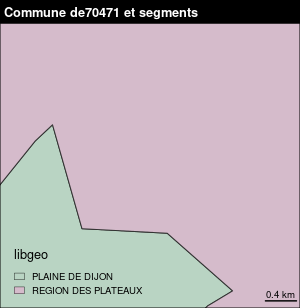 Commune de70471 et segments
libgeo
PLAINE DE DIJON
REGION DES PLATEAUX
0.4 km